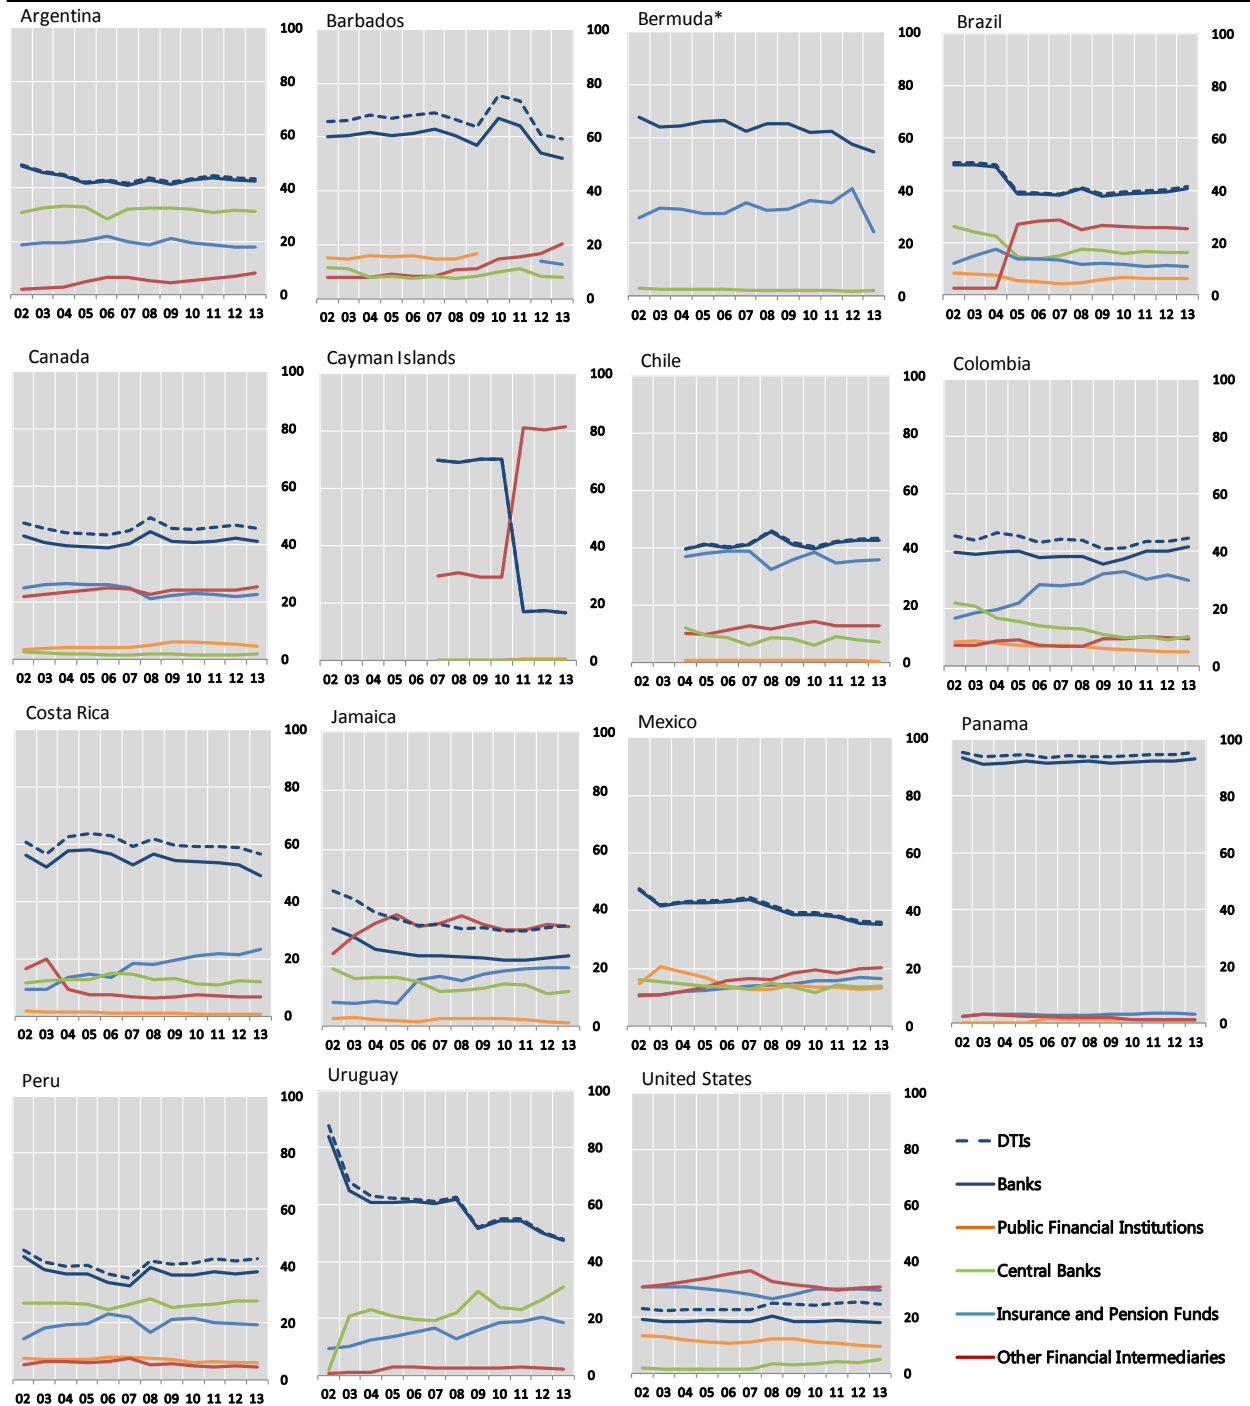 Argentina
Barbados
Bermuda*
Brazil
100
80
60
40
20
0
100
80
60
40
20
0
100
80
60
40
20
0
100
80
60
40
20
0
02 03 04 05 06 07 08 09 10 11 12 13
02 03 04 05 06 07 08 09 10 11 12 13
02 03 04 05 06 07 08 09 10 11 12 13
02 03 04 05 06 07 08 09 10 11 12 13
Canada
Cayman Islands
Chile
Colombia
100
80
60
40
20
0
100
80
60
40
20
0
100
80
60
40
20
0
100
80
60
40
20
0
02 03 04 05 06 07 08 09 10 11 12 13
02 03 04 05 06 07 08 09 10 11 12 13
02 03 04 05 06 07 08 09 10 11 12 13
02 03 04 05 06 07 08 09 10 11 12 13
Costa Rica
Jamaica
Mexico
Panama
100
80
60
40
20
0
100
80
60
40
20
0
100
80
60
40
20
0
100
80
60
40
20
0
02 03 04 05 06 07 08 09 10 11 12 13
02 03 04 05 06 07 08 09 10 11 12 13
02 03 04 05 06 07 08 09 10 11 12 13
02 03 04 05 06 07 08 09 10 11 12 13
Peru
Uruguay
United States
100
80
60
40
20
0
100
80
60
40
20
0
100
80
60
40
20
0
02 03 04 05 06 07 08 09 10 11 12 13
02 03 04 05 06 07 08 09 10 11 12 13
02 03 04 05 06 07 08 09 10 11 12 13
DTIs
Banks
Public Financial Institutions
Central Banks
Insurance and Pension Funds
Other Financial Intermediaries